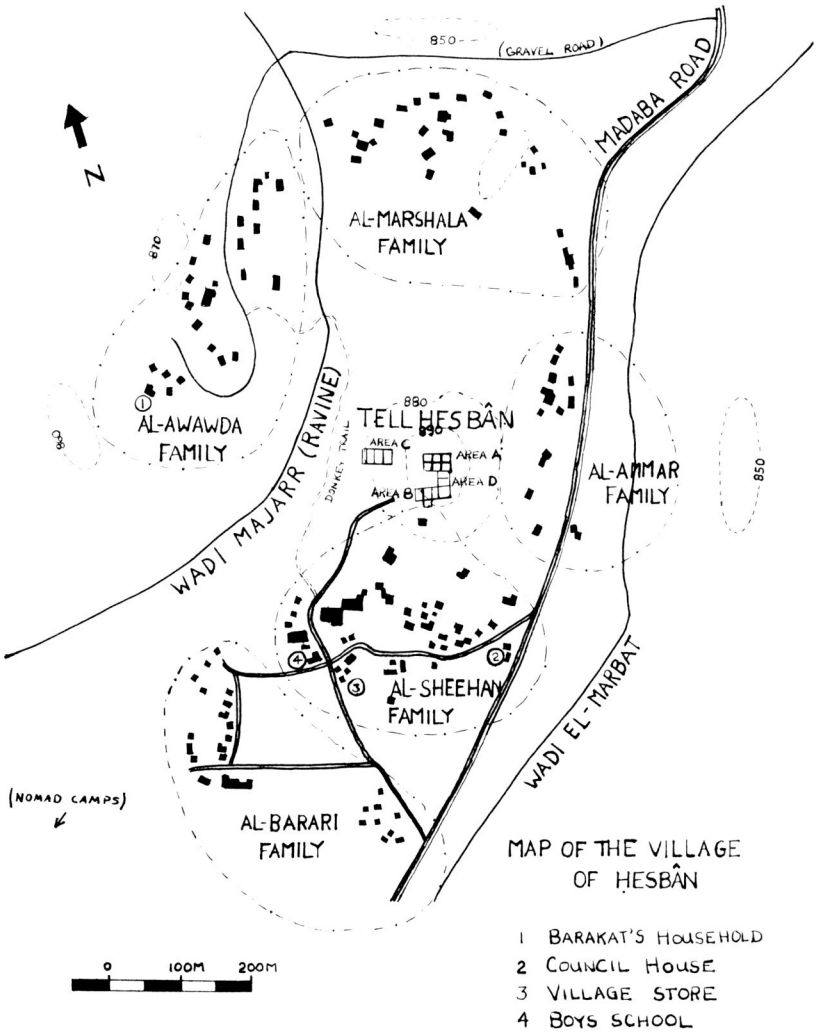 850
(GRAVEL ROAD)
MADABA ROAD
N
AL-MARSHALA
FAMILY
870
880
TELL ḤESBÂN
890
AREA C
AREA A
AREA D
AREA B
1
AL-AWAWDA
FAMILY
860
WADI MAJARR (RAVINE)
DONKEY TRAIL
AL-AMMAR
FAMILY
850
4
2
3
AL-SHEEHAN
FAMILY
WADI EL-MARBAT
(NOMAD CAMPS)
AL-BARARI
FAMILY
MAP OF THE VILLAGE
OF ḤESBÂN
1 BARAKAT'S HOUSEHOLD
2 COUNCIL HOUSE
3 VILLAGE STORE
4 BOYS SCHOOL
0 100M 200M